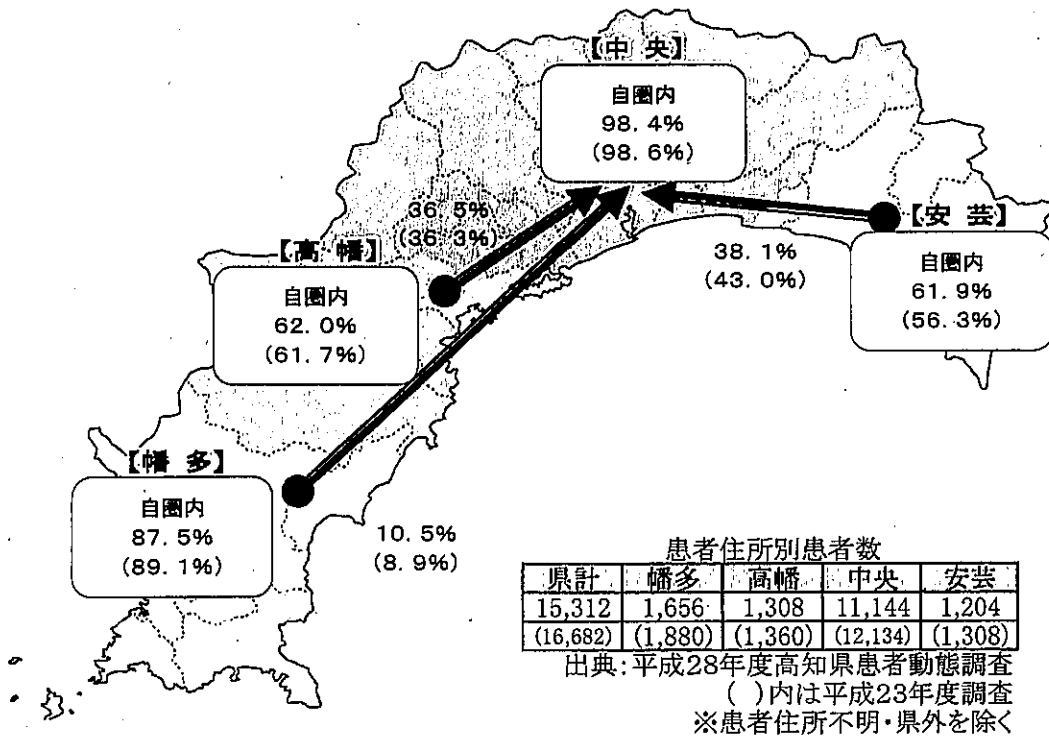 【中 央】
自圏内
98.4%
(98.6%)
36.5%
(36.3%)
【高 幡】
自圏内
62.0%
(61.7%)
【安 芸】
自圏内
61.9%
(56.3%)
38.1%
(43.0%)
【幡 多】
自圏内
87.5%
(89.1%)
10.5%
(8.9%)
患者住所別患者数
県計 幡多 高幡 中央 安芸
15,312 1,656 1,308 11,144 1,204
(16,682) (1,880) (1,360) (12,134) (1,308)
出典:平成28年度高知県患者動態調査
( )内は平成23年度調査
※患者住所不明・県外を除く